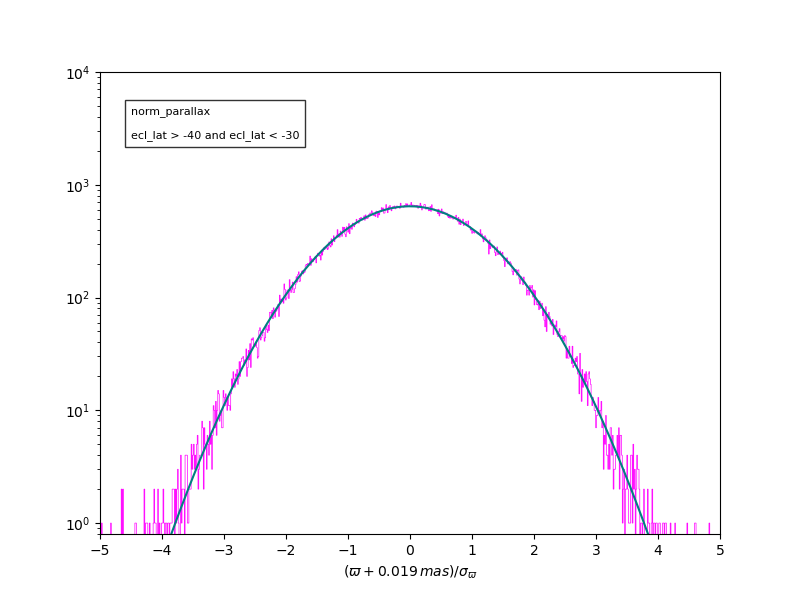 norm_parallax
ecl_lat > -40 and ecl_lat < -30
10⁴
10³
10²
10¹
10⁰
−5 −4 −3 −2 −1 0 1 2 3 4 5
(ϖ + 0.019 mas)/σ_ϖ